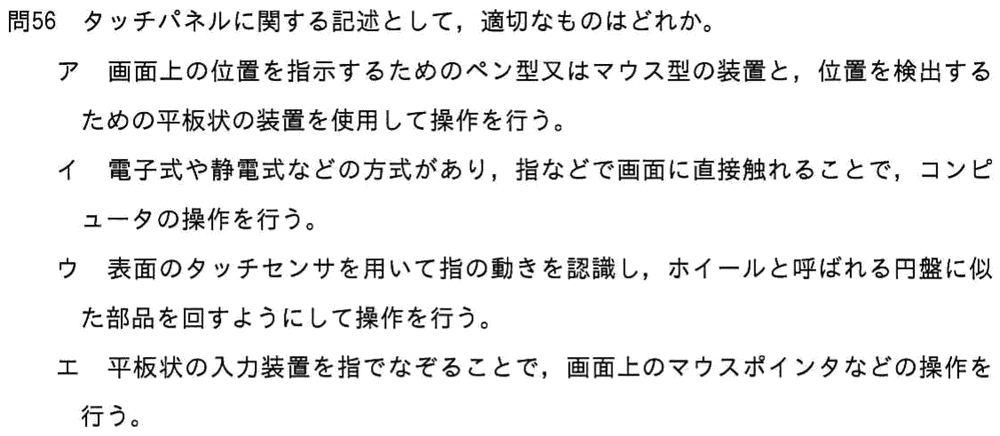 問56 タッチパネルに関する記述として，適切なものはどれか。
ア 画面上の位置を指示するためのペン型又はマウス型の装置と，位置を検出する
ための平板状の装置を使用して操作を行う。
イ 電子式や静電式などの方式があり，指などで画面に直接触れることで，コンピ
ュータの操作を行う。
ウ 表面のタッチセンサを用いて指の動きを認識し，ホイールと呼ばれる円盤に似
た部品を回すようにして操作を行う。
エ 平板状の入力装置を指でなぞることで，画面上のマウスポインタなどの操作を
行う。